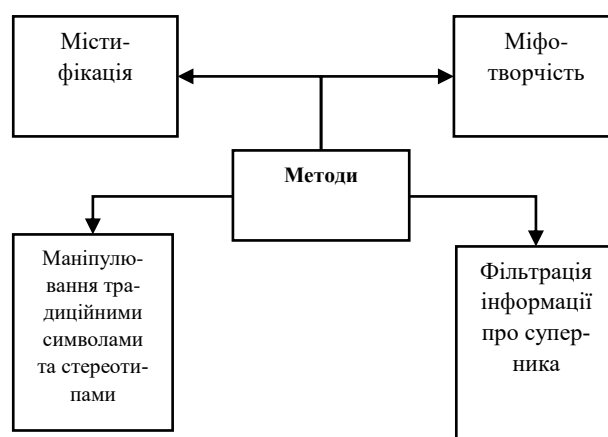 Місти-
фікація
Міфо-
творчість
Методи
Маніпулю-
вання тра-
диційними
символами
та стереоти-
пами
Фільтрація
інформації
про супер-
ника